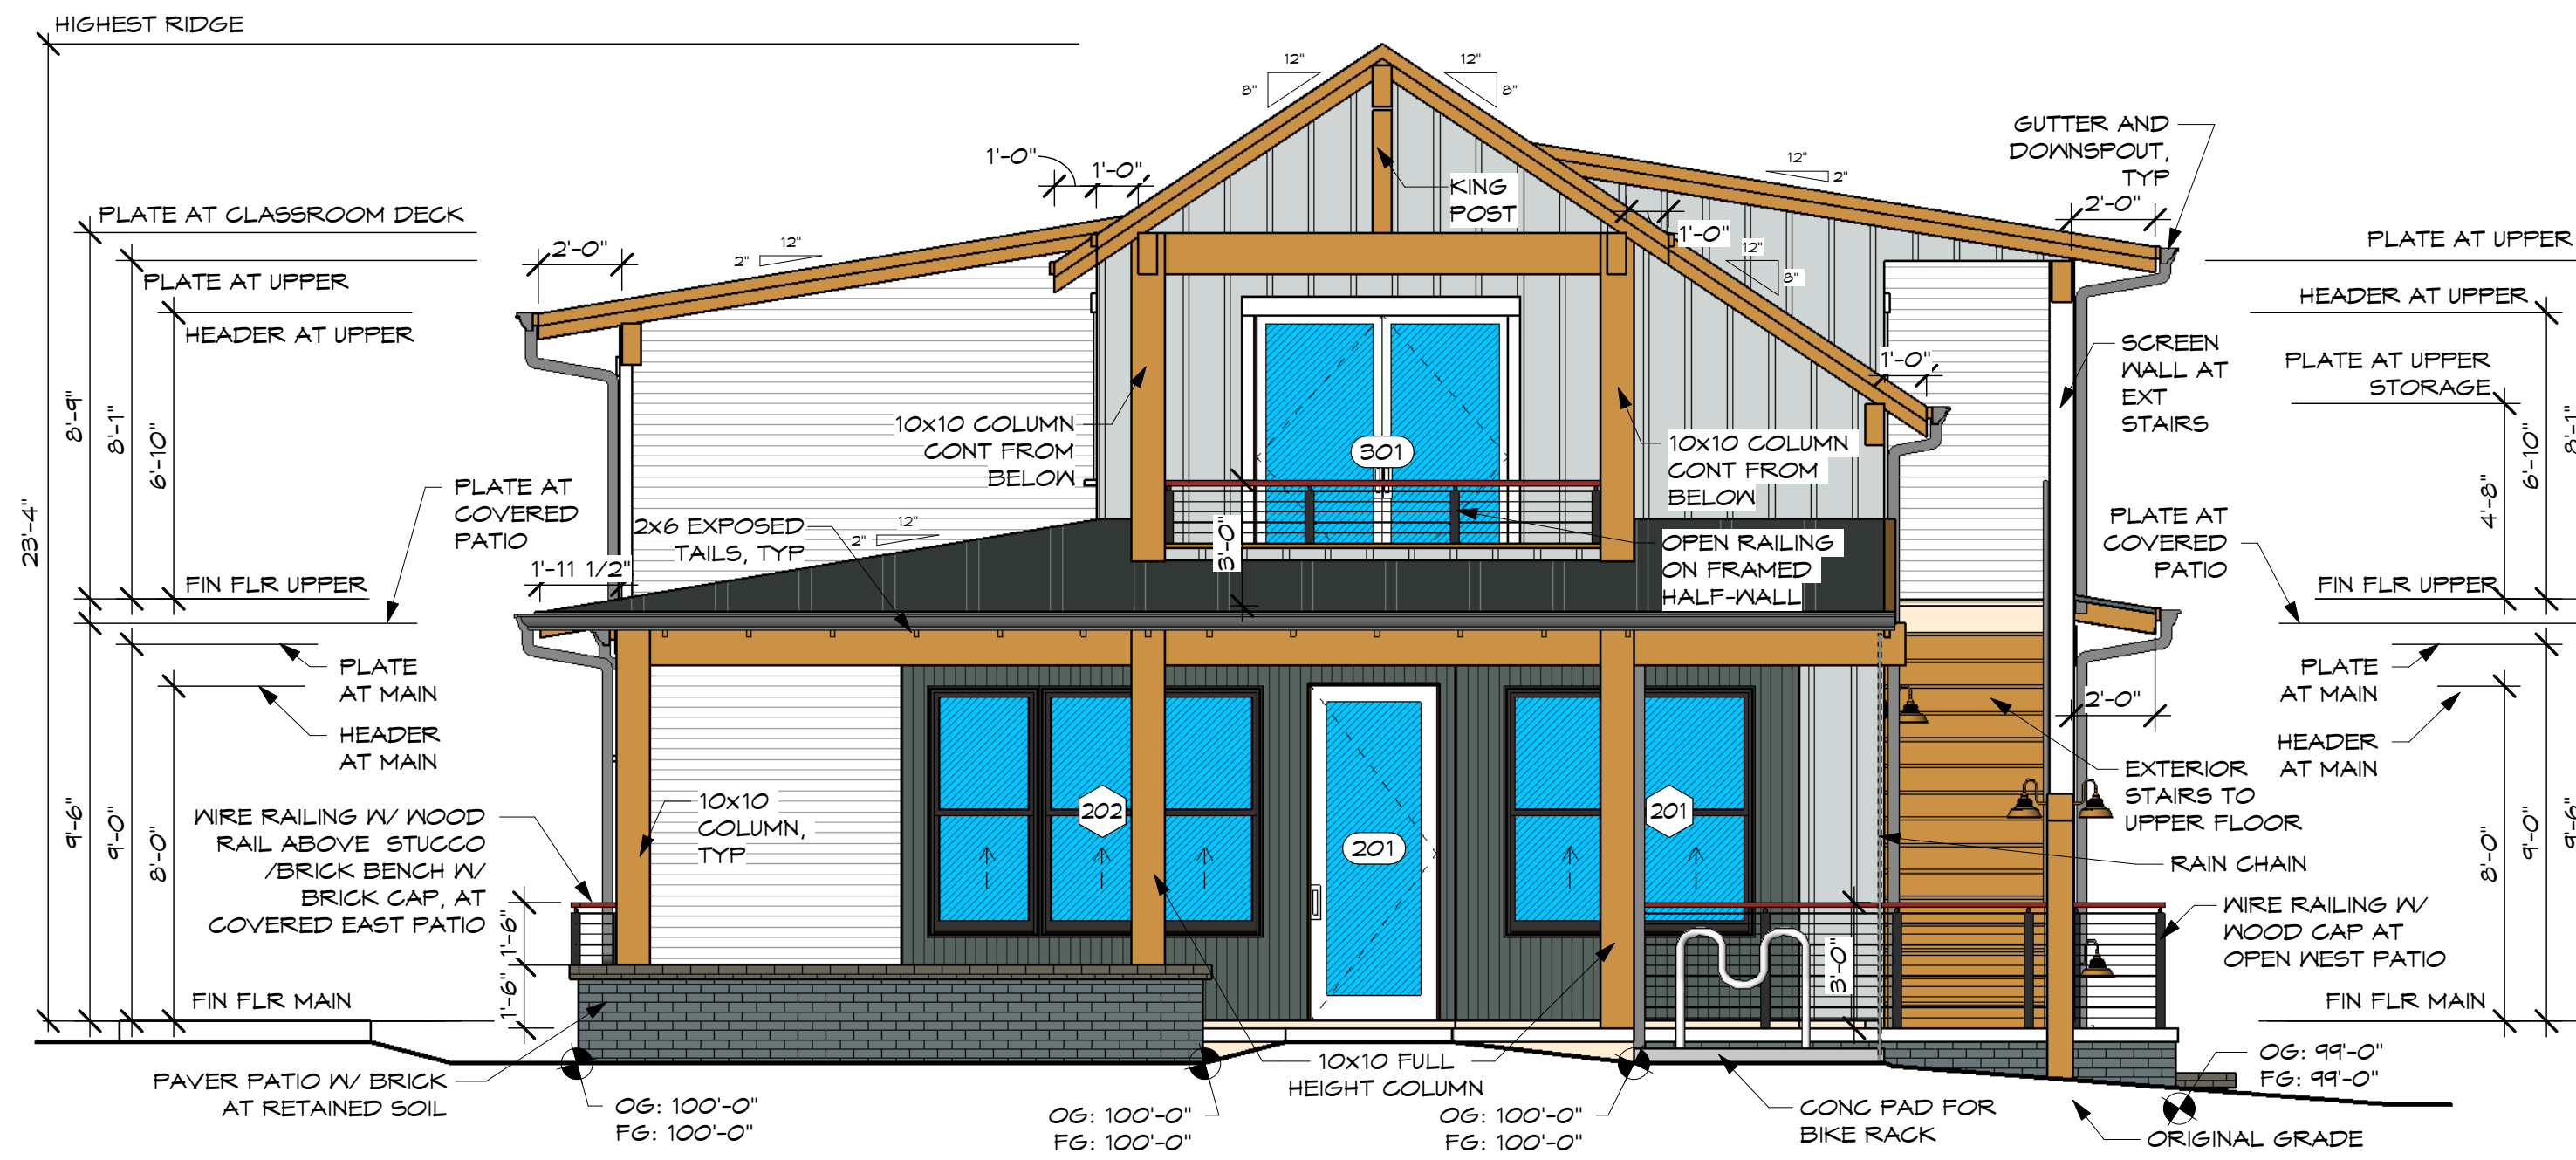 HIGHEST RIDGE
12"
8"
12"
8"
GUTTER AND
DOWNSPOUT,
TYP
1'-0"
1'-0"
KING
POST
12"
2"
2'-0"
PLATE AT CLASSROOM DECK
2'-0"
12"
2"
1'-0"
12"
8"
PLATE AT UPPER
PLATE AT UPPER
HEADER AT UPPER
HEADER AT UPPER
SCREEN
WALL AT
EXT
STAIRS
PLATE AT UPPER
STORAGE
1'-0"
8'-9"
8'-1"
6'-10"
10x10 COLUMN
CONT FROM
BELOW
301
10x10 COLUMN
CONT FROM
BELOW
4'-8"
6'-10"
8'-1"
23'-4"
PLATE AT
COVERED
PATIO
2x6 EXPOSED
TAILS, TYP
12"
2"
3'-0"
OPEN RAILING
ON FRAMED
HALF-WALL
PLATE AT
COVERED
PATIO
1'-11 1/2"
FIN FLR UPPER
FIN FLR UPPER
PLATE
AT MAIN
HEADER
AT MAIN
PLATE
AT MAIN
2'-0"
HEADER
AT MAIN
9'-6"
9'-0"
8'-0"
WIRE RAILING W/ WOOD
RAIL ABOVE STUCCO
/BRICK BENCH W/
BRICK CAP, AT
COVERED EAST PATIO
10x10
COLUMN,
TYP
202
201
201
EXTERIOR
STAIRS TO
UPPER FLOOR
RAIN CHAIN
8'-0"
9'-0"
9'-6"
1'-6"
1'-6"
3'-0"
WIRE RAILING W/
WOOD CAP AT
OPEN WEST PATIO
FIN FLR MAIN
FIN FLR MAIN
PAVER PATIO W/ BRICK
AT RETAINED SOIL
OG: 100'-0"
FG: 100'-0"
10x10 FULL
HEIGHT COLUMN
OG: 100'-0"
FG: 100'-0"
OG: 100'-0"
FG: 100'-0"
CONC PAD FOR
BIKE RACK
OG: 99'-0"
FG: 99'-0"
ORIGINAL GRADE